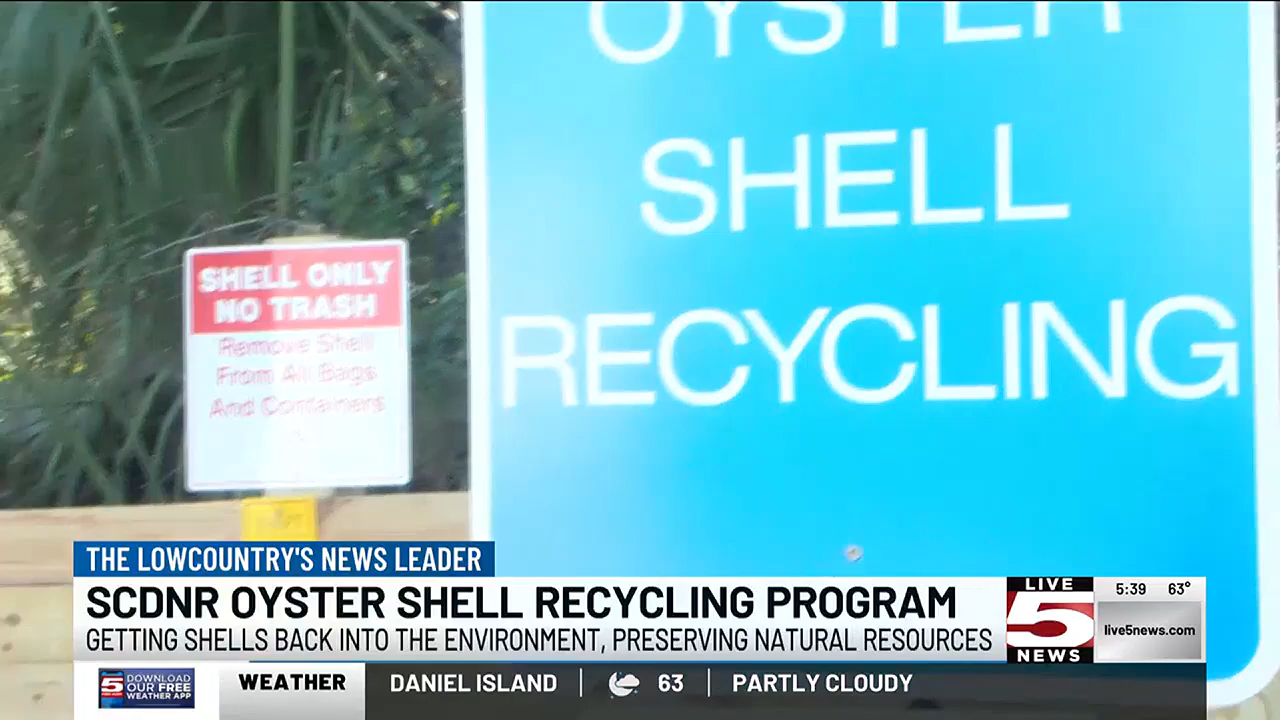 OYSTER
SHELL
RECYCLING
SHELL ONLY
NO TRASH
Remove Shell
From All Bags
And Containers
THE LOWCOUNTRY'S NEWS LEADER
SCDNR OYSTER SHELL RECYCLING PROGRAM
GETTING SHELLS BACK INTO THE ENVIRONMENT, PRESERVING NATURAL RESOURCES
LIVE
5
NEWS
5:39 63°
live5news.com
5
DOWNLOAD
OUR FREE
WEATHER APP
WEATHER
DANIEL ISLAND 63 PARTLY CLOUDY